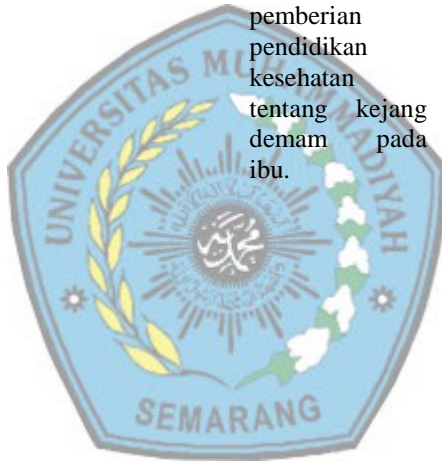 pemberian
pendidikan
kesehatan
tentang kejang
demam pada
ibu.
UNIVERSITAS MUHAMMADIYAH
SEMARANG